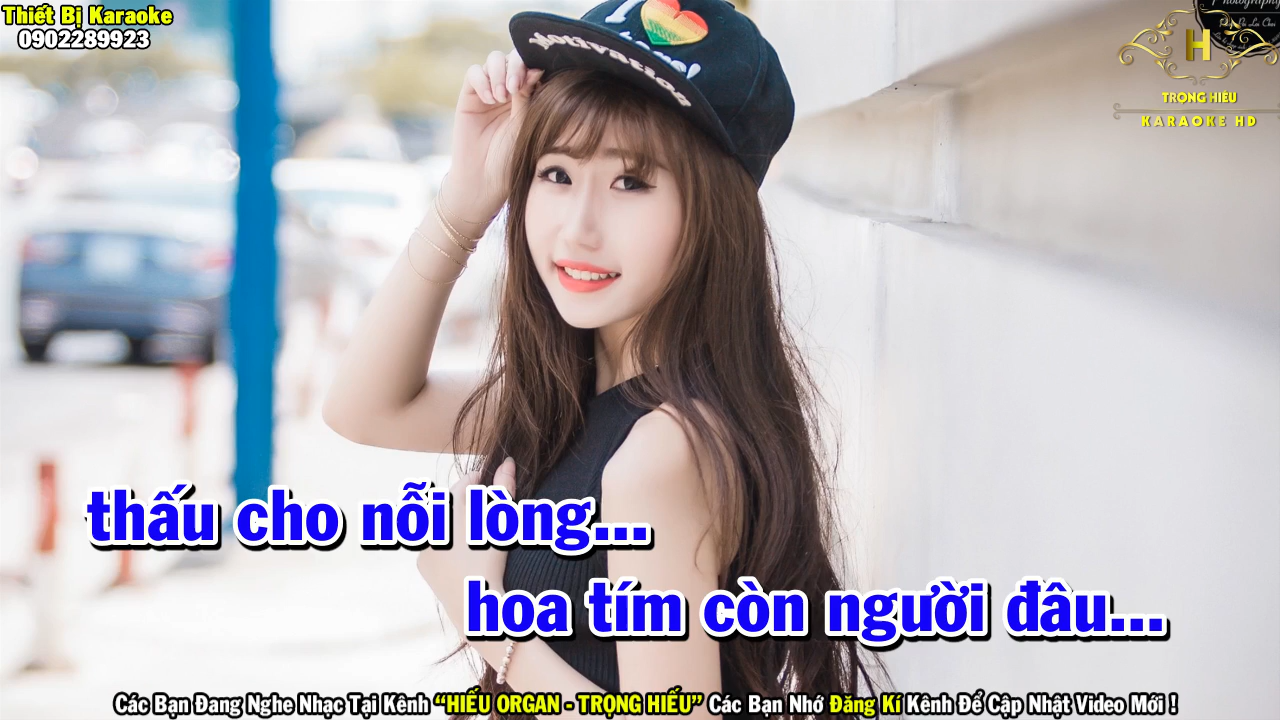 Thiết Bị Karaoke
0902289923
Photography
I
Motivation
H
TRỌNG HIẾU
KARAOKE HD
thấu cho nỗi lòng...
hoa tím còn người đâu...
Các Bạn Đang Nghe Nhạc Tại Kênh “HIẾU ORGAN - TRỌNG HIẾU” Các Bạn Nhớ Đăng Kí Kênh Để Cập Nhật Video Mới !